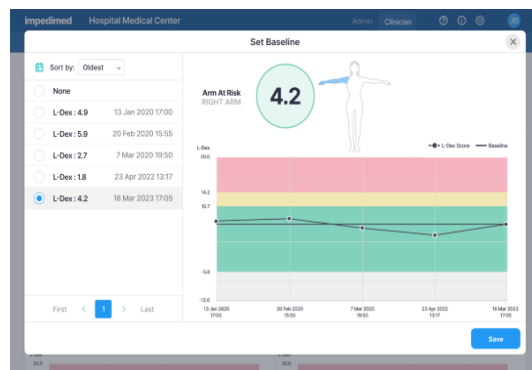 impedimed Hospital Medical Center Admin Clinician JD
Set Baseline
Sort by: Oldest
None
L-Dex : 4.9 13 Jan 2020 17:00
L-Dex : 5.9 20 Feb 2020 15:55
L-Dex : 2.7 7 Mar 2020 19:50
L-Dex : 1.8 23 Apr 2022 13:17
L-Dex : 4.2 16 Mar 2023 17:05
First 1 Last
Arm At Risk
RIGHT ARM
4.2
L-Dex Score Baseline
L-Dex
20.0
14.2
10.7
-5.8
-12.0
13 Jan 2020 20 Feb 2020 7 Mar 2020 23 Apr 2022 16 Mar 2023
17:00 15:55 19:50 13:17 17:05
Save
20.0 20.0